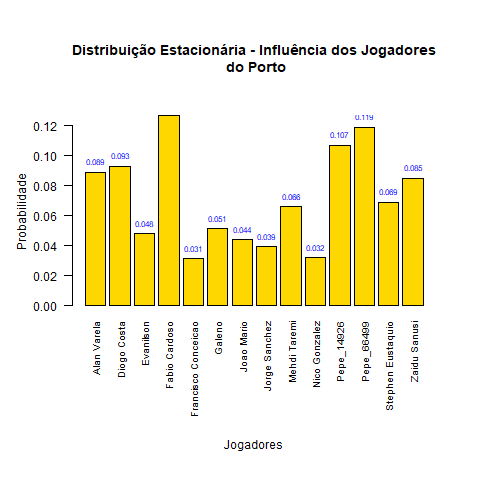 Distribuição Estacionária - Influência dos Jogadores
do Porto
Probabilidade
0.12
0.10
0.08
0.06
0.04
0.02
0.00
0.089
0.093
0.048
0.031
0.051
0.044
0.039
0.066
0.032
0.107
0.119
0.069
0.085
Alan Varela
Diogo Costa
Evanilson
Fabio Cardoso
Francisco Conceicao
Galeno
Joao Mario
Jorge Sanchez
Mehdi Taremi
Nico Gonzalez
Pepe_14926
Pepe_66499
Stephen Eustaquio
Zaidu Sanusi
Jogadores